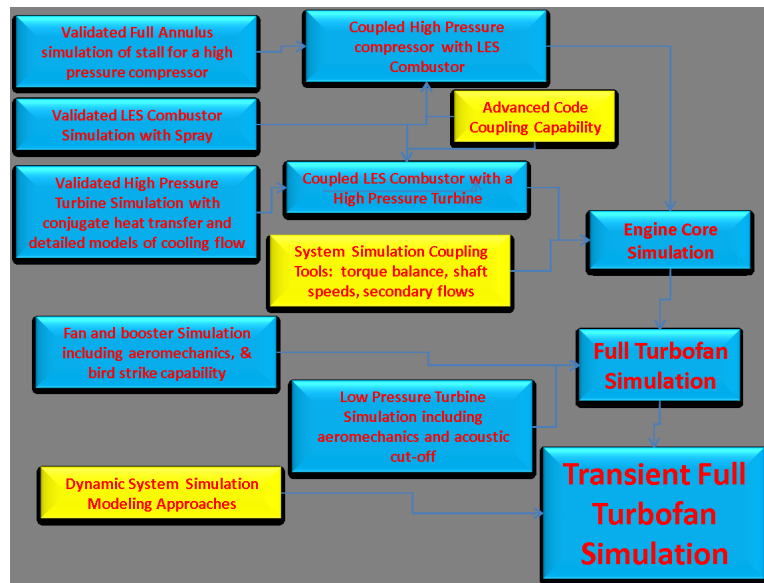 Validated Full Annulus
simulation of stall for a high
pressure compressor
Coupled High Pressure
compressor with LES
Combustor
Validated LES Combustor
Simulation with Spray
Advanced Code
Coupling Capability
Validated High Pressure
Turbine Simulation with
conjugate heat transfer and
detailed models of cooling flow
Coupled LES Combustor with a
High Pressure Turbine
Engine Core
Simulation
System Simulation Coupling
Tools: torque balance, shaft
speeds, secondary flows
Fan and booster Simulation
including aeromechanics, &
bird strike capability
Full Turbofan
Simulation
Low Pressure Turbine
Simulation including
aeromechanics and acoustic
cut-off
Dynamic System Simulation
Modeling Approaches
Transient Full
Turbofan
Simulation